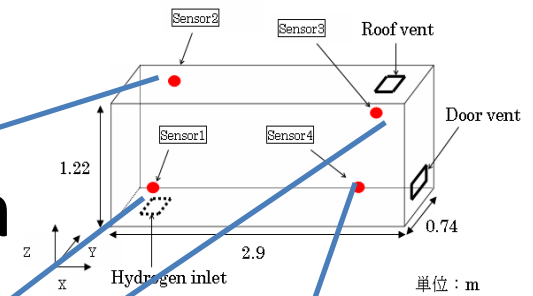 Sensor2
Sensor3
Roof vent
Door vent
Sensor1
Sensor4
1.22
0.74
2.9
Z
Y
X
Hydrogen inlet
単位：m